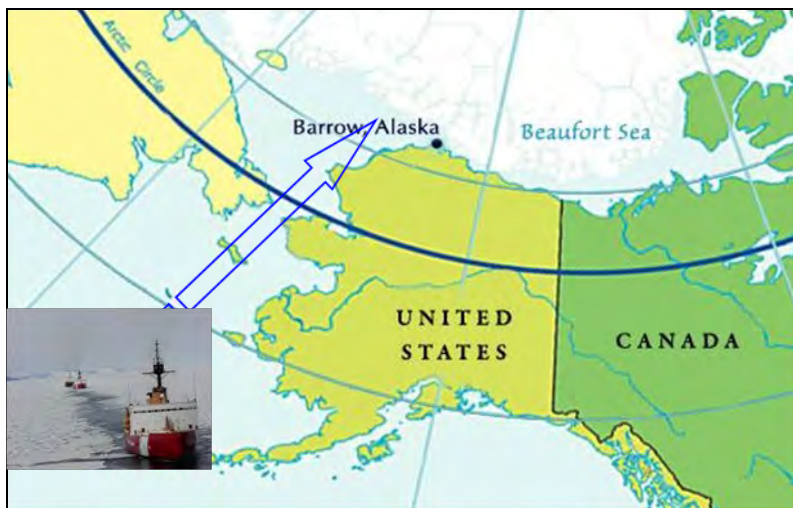 Arctic Circle
Barrow, Alaska
Beaufort Sea
UNITED
STATES
CANADA